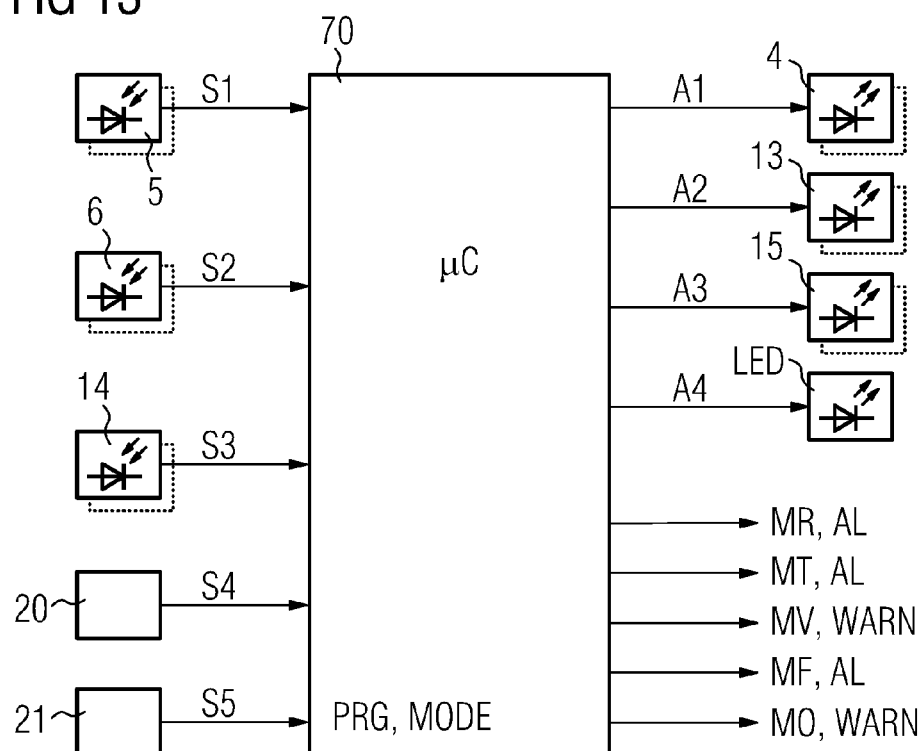 FIG 13
70
S1
5
A1
4
6
S2
μC
A2
13
A3
15
14
S3
A4
LED
MR, AL
20
S4
MT, AL
MV, WARN
MF, AL
21
S5
PRG, MODE
MO, WARN